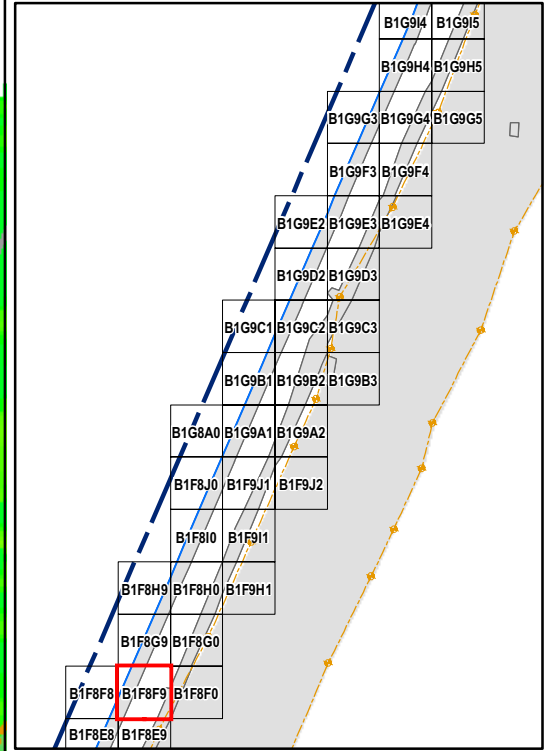 B1G9I4 B1G9I5
B1G9H4 B1G9H5
B1G9G3 B1G9G4 B1G9G5
B1G9F3 B1G9F4
B1G9E2 B1G9E3 B1G9E4
B1G9D2 B1G9D3
B1G9C1 B1G9C2 B1G9C3
B1G9B1 B1G9B2 B1G9B3
B1G8A0 B1G9A1 B1G9A2
B1F8J0 B1F9J1 B1F9J2
B1F8I0 B1F9I1
B1F8H9 B1F8H0 B1F9H1
B1F8G9 B1F8G0
B1F8F8 B1F8F9 B1F8F0
B1F8E8 B1F8E9